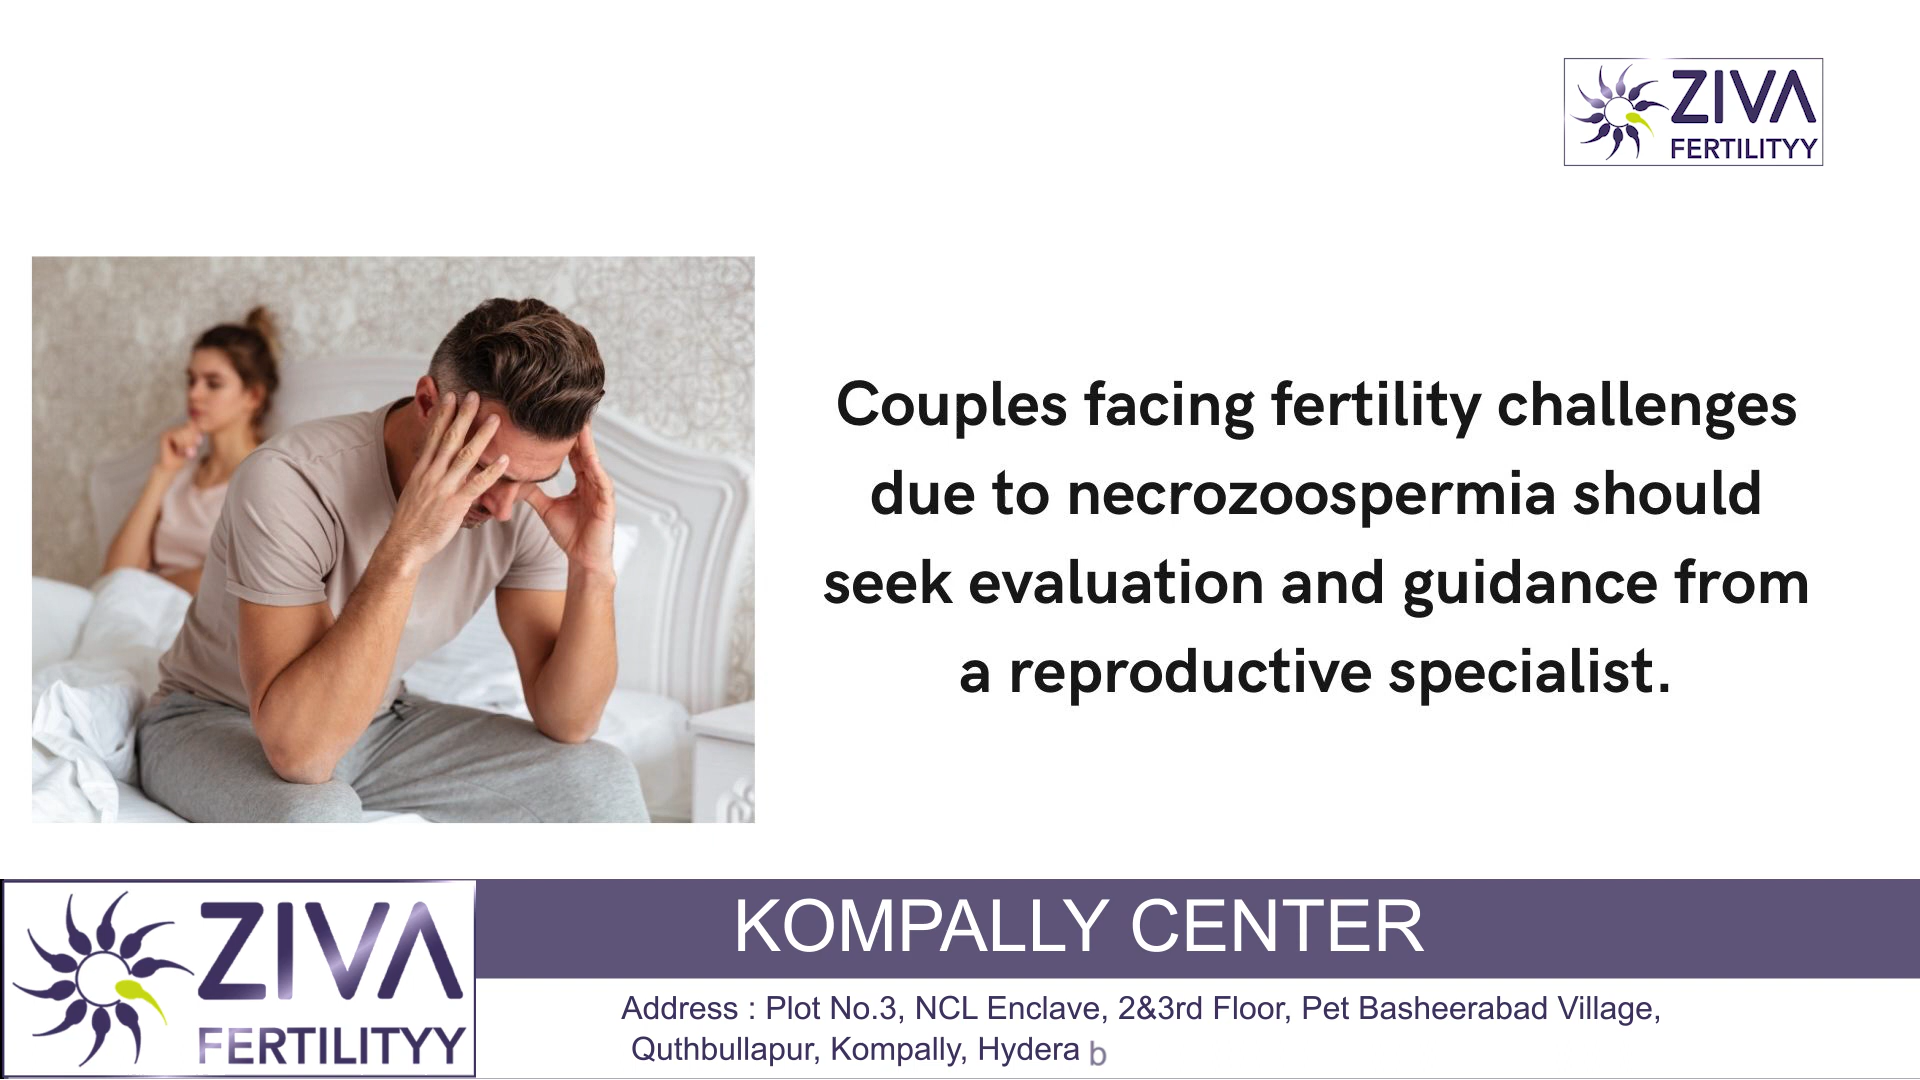 ZIVA
FERTILITYY
Couples facing fertility challenges
due to necrozoospermia should
seek evaluation and guidance from
a reproductive specialist.
ZIVA
FERTILITYY
KOMPALLY CENTER
Address : Plot No.3, NCL Enclave, 2&3rd Floor, Pet Basheerabad Village,
Quthbullapur, Kompally, Hydera b